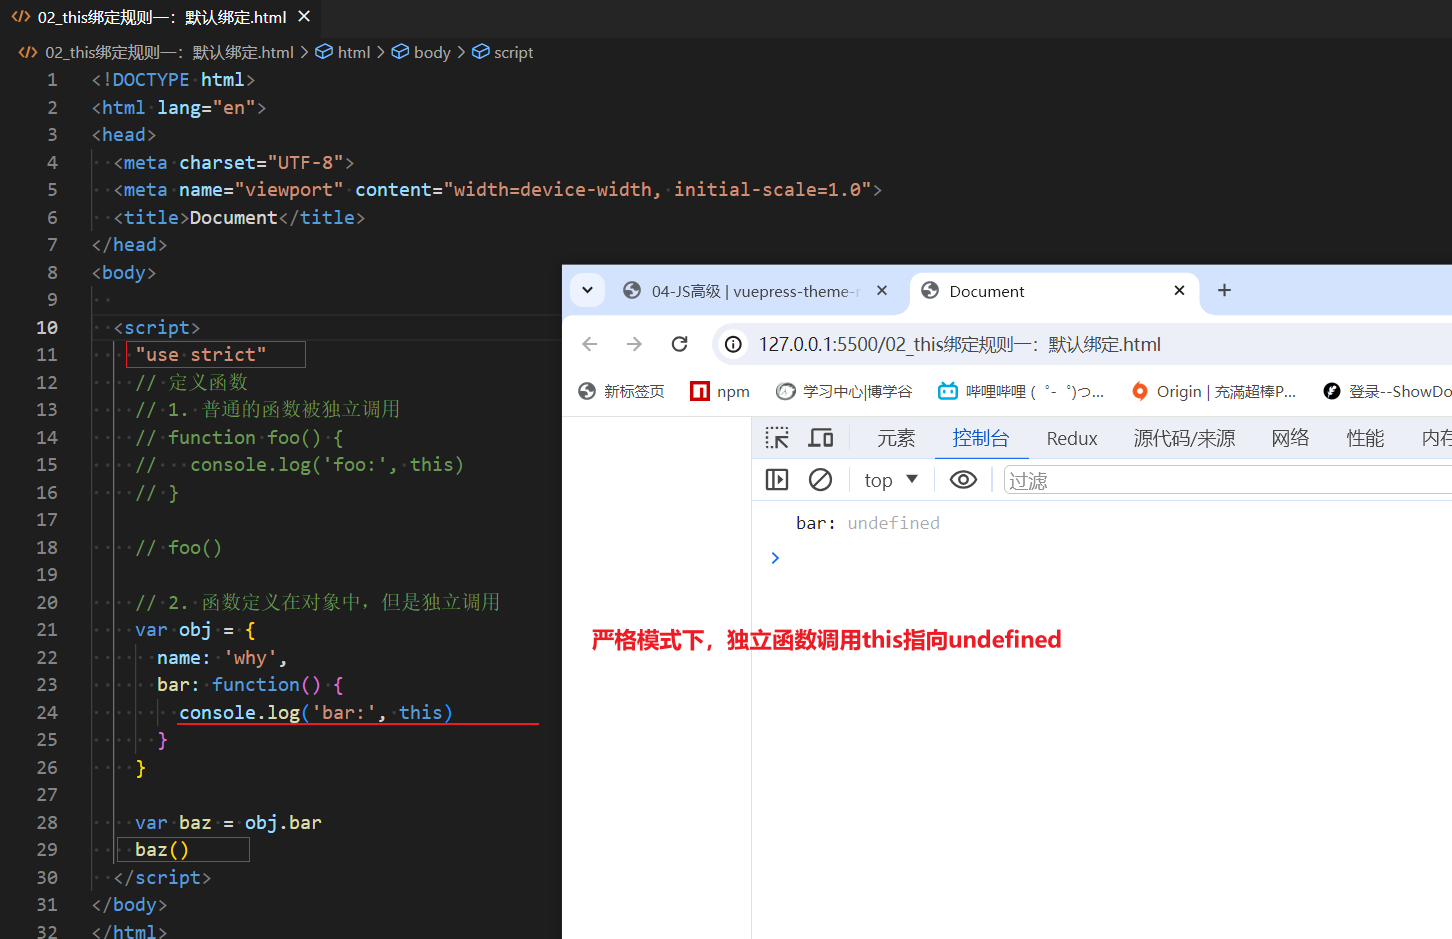 02_this绑定规则一：默认绑定.html
02_this绑定规则一：默认绑定.html > html > body > script
1 <!DOCTYPE html>
2 <html lang="en">
3 <head>
4 <meta charset="UTF-8">
5 <meta name="viewport" content="width=device-width, initial-scale=1.0">
6 <title>Document</title>
7 </head>
8 <body>
9
10 <script>
11 "use strict"
12 // 定义函数
13 // 1. 普通的函数被独立调用
14 // function foo() {
15 //   console.log('foo:', this)
16 // }
17
18 // foo()
19
20 // 2. 函数定义在对象中，但是独立调用
21 var obj = {
22 name: 'why',
23 bar: function() {
24 console.log('bar:', this)
25 }
26 }
27
28 var baz = obj.bar
29 baz()
30 </script>
31 </body>
32 </html>
04-JS高级 | vuepress-theme-
Document
127.0.0.1:5500/02_this绑定规则一：默认绑定.html
新标签页 npm 学习中心|博学谷 哔哩哔哩 (゜-゜)つ... Origin | 充满超棒P... 登录--ShowDo
元素 控制台 Redux 源代码/来源 网络 性能 内存
top 过滤
bar: undefined
严格模式下，独立函数调用this指向undefined